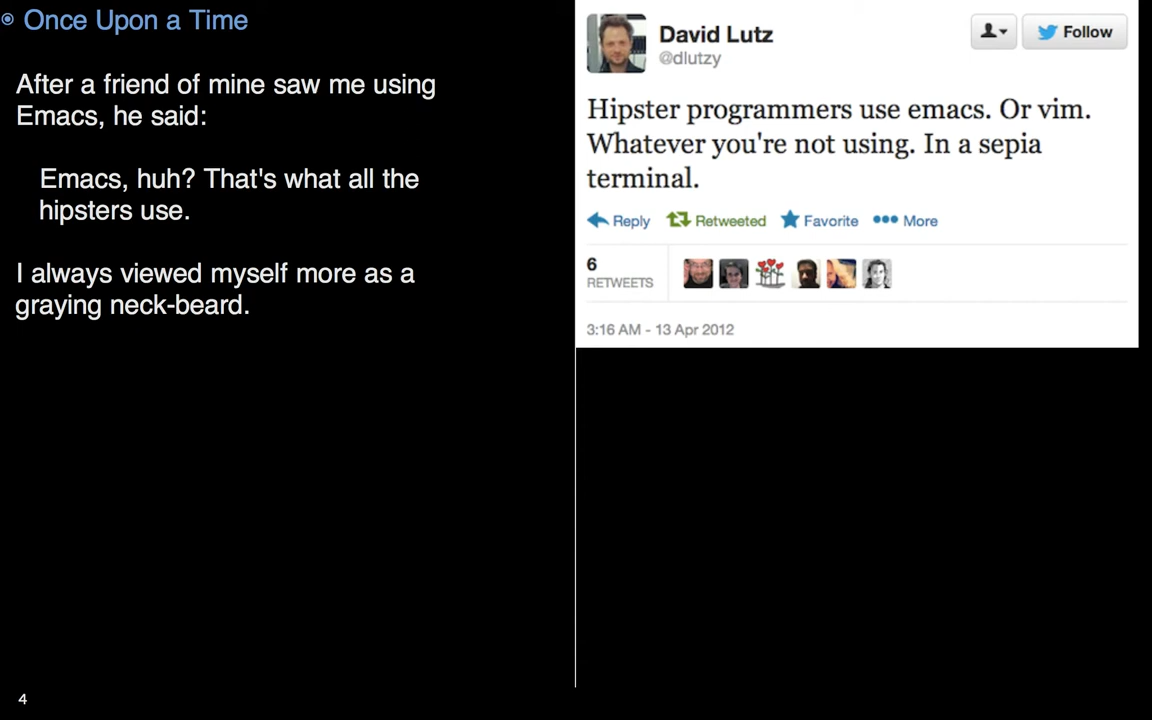 Once Upon a Time
After a friend of mine saw me using
Emacs, he said:
Emacs, huh? That's what all the
hipsters use.
I always viewed myself more as a
graying neck-beard.
4
David Lutz
@dlutzy
Follow
Hipster programmers use emacs. Or vim.
Whatever you're not using. In a sepia
terminal.
Reply Retweeted Favorite More
6
RETWEETS
3:16 AM - 13 Apr 2012